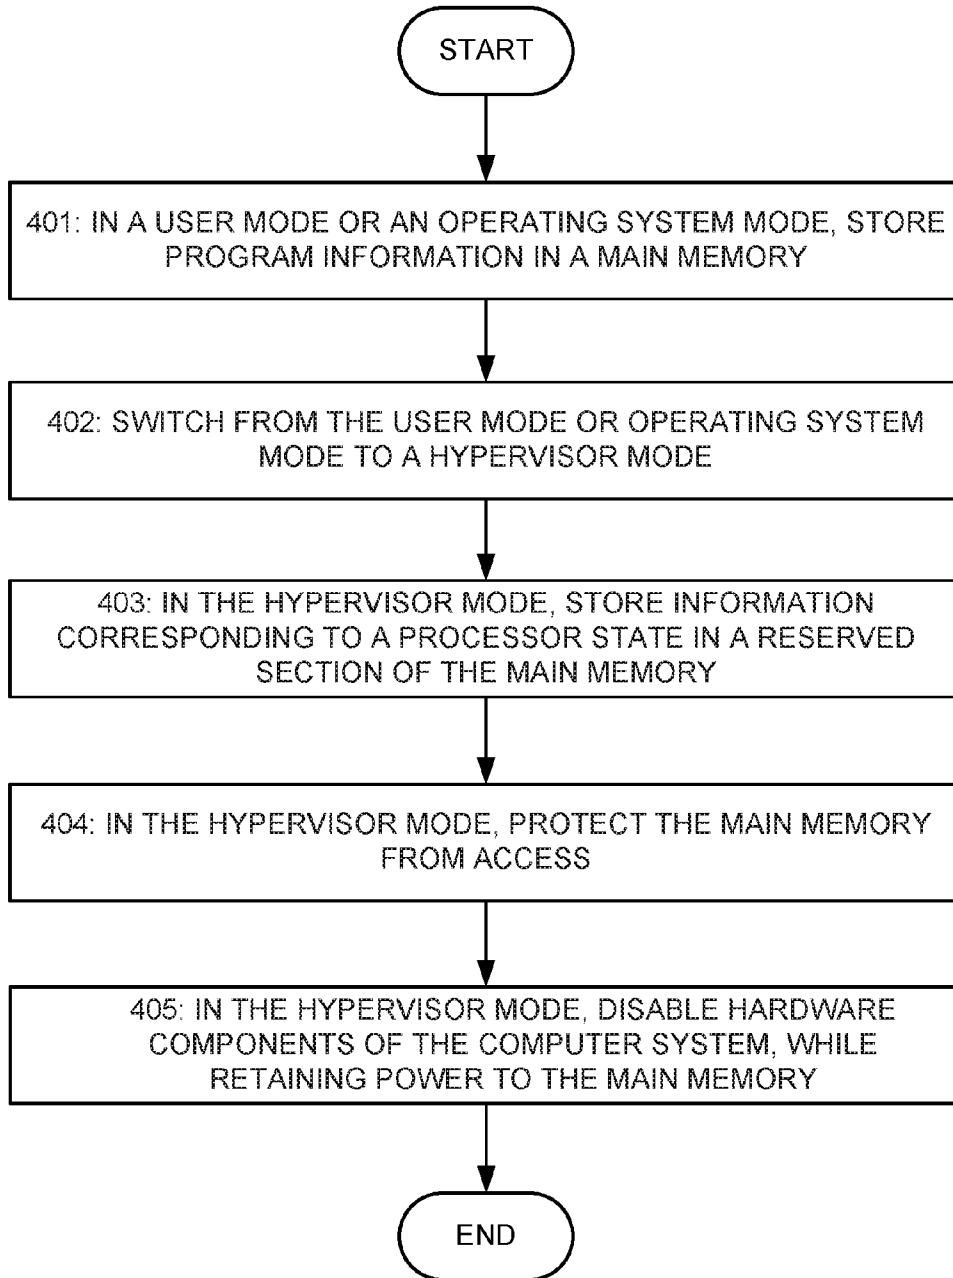 START
401: IN A USER MODE OR AN OPERATING SYSTEM MODE, STORE
PROGRAM INFORMATION IN A MAIN MEMORY
402: SWITCH FROM THE USER MODE OR OPERATING SYSTEM
MODE TO A HYPERVISOR MODE
403: IN THE HYPERVISOR MODE, STORE INFORMATION
CORRESPONDING TO A PROCESSOR STATE IN A RESERVED
SECTION OF THE MAIN MEMORY
404: IN THE HYPERVISOR MODE, PROTECT THE MAIN MEMORY
FROM ACCESS
405: IN THE HYPERVISOR MODE, DISABLE HARDWARE
COMPONENTS OF THE COMPUTER SYSTEM, WHILE
RETAINING POWER TO THE MAIN MEMORY
END